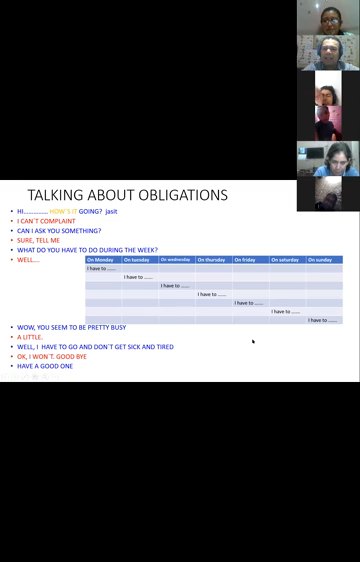 TALKING ABOUT OBLIGATIONS
• HI.............. HOW´S IT GOING? jasit
• I CAN´T COMPLAINT
• CAN I ASK YOU SOMETHING?
• SURE, TELL ME
• WHAT DO YOU HAVE TO DO DURING THE WEEK?
• WELL....
On Monday On tuesday On wednesday On thursday On friday On saturday On sunday
I have to ......
I have to ......
I have to ......
I have to ......
I have to ......
I have to ......
I have to ......
• WOW, YOU SEEM TO BE PRETTY BUSY
• A LITTLE.
• WELL, I HAVE TO GO AND DON´T GET SICK AND TIRED
• OK, I WON´T. GOOD BYE
• HAVE A GOOD ONE